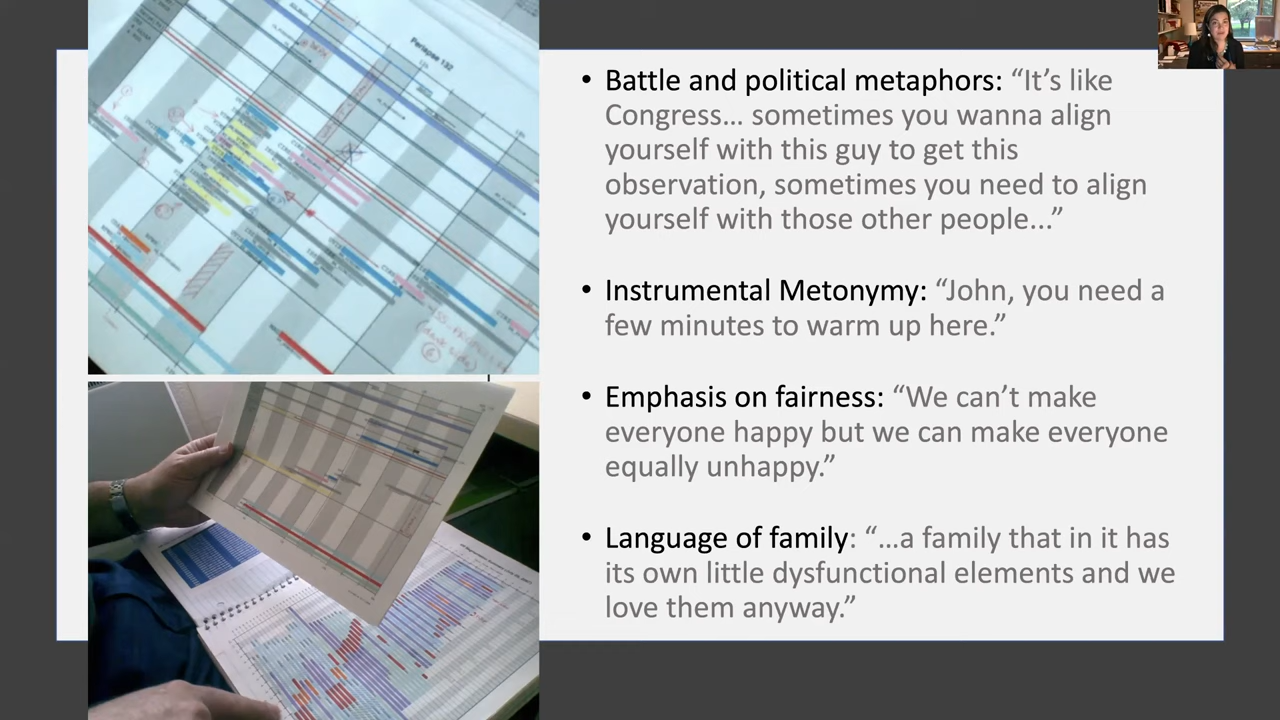 Periapse 132
• Battle and political metaphors: “It’s like
Congress… sometimes you wanna align
yourself with this guy to get this
observation, sometimes you need to align
yourself with those other people...”
• Instrumental Metonymy: “John, you need a
few minutes to warm up here.”
• Emphasis on fairness: “We can’t make
everyone happy but we can make everyone
equally unhappy.”
• Language of family: “…a family that in it has
its own little dysfunctional elements and we
love them anyway.”